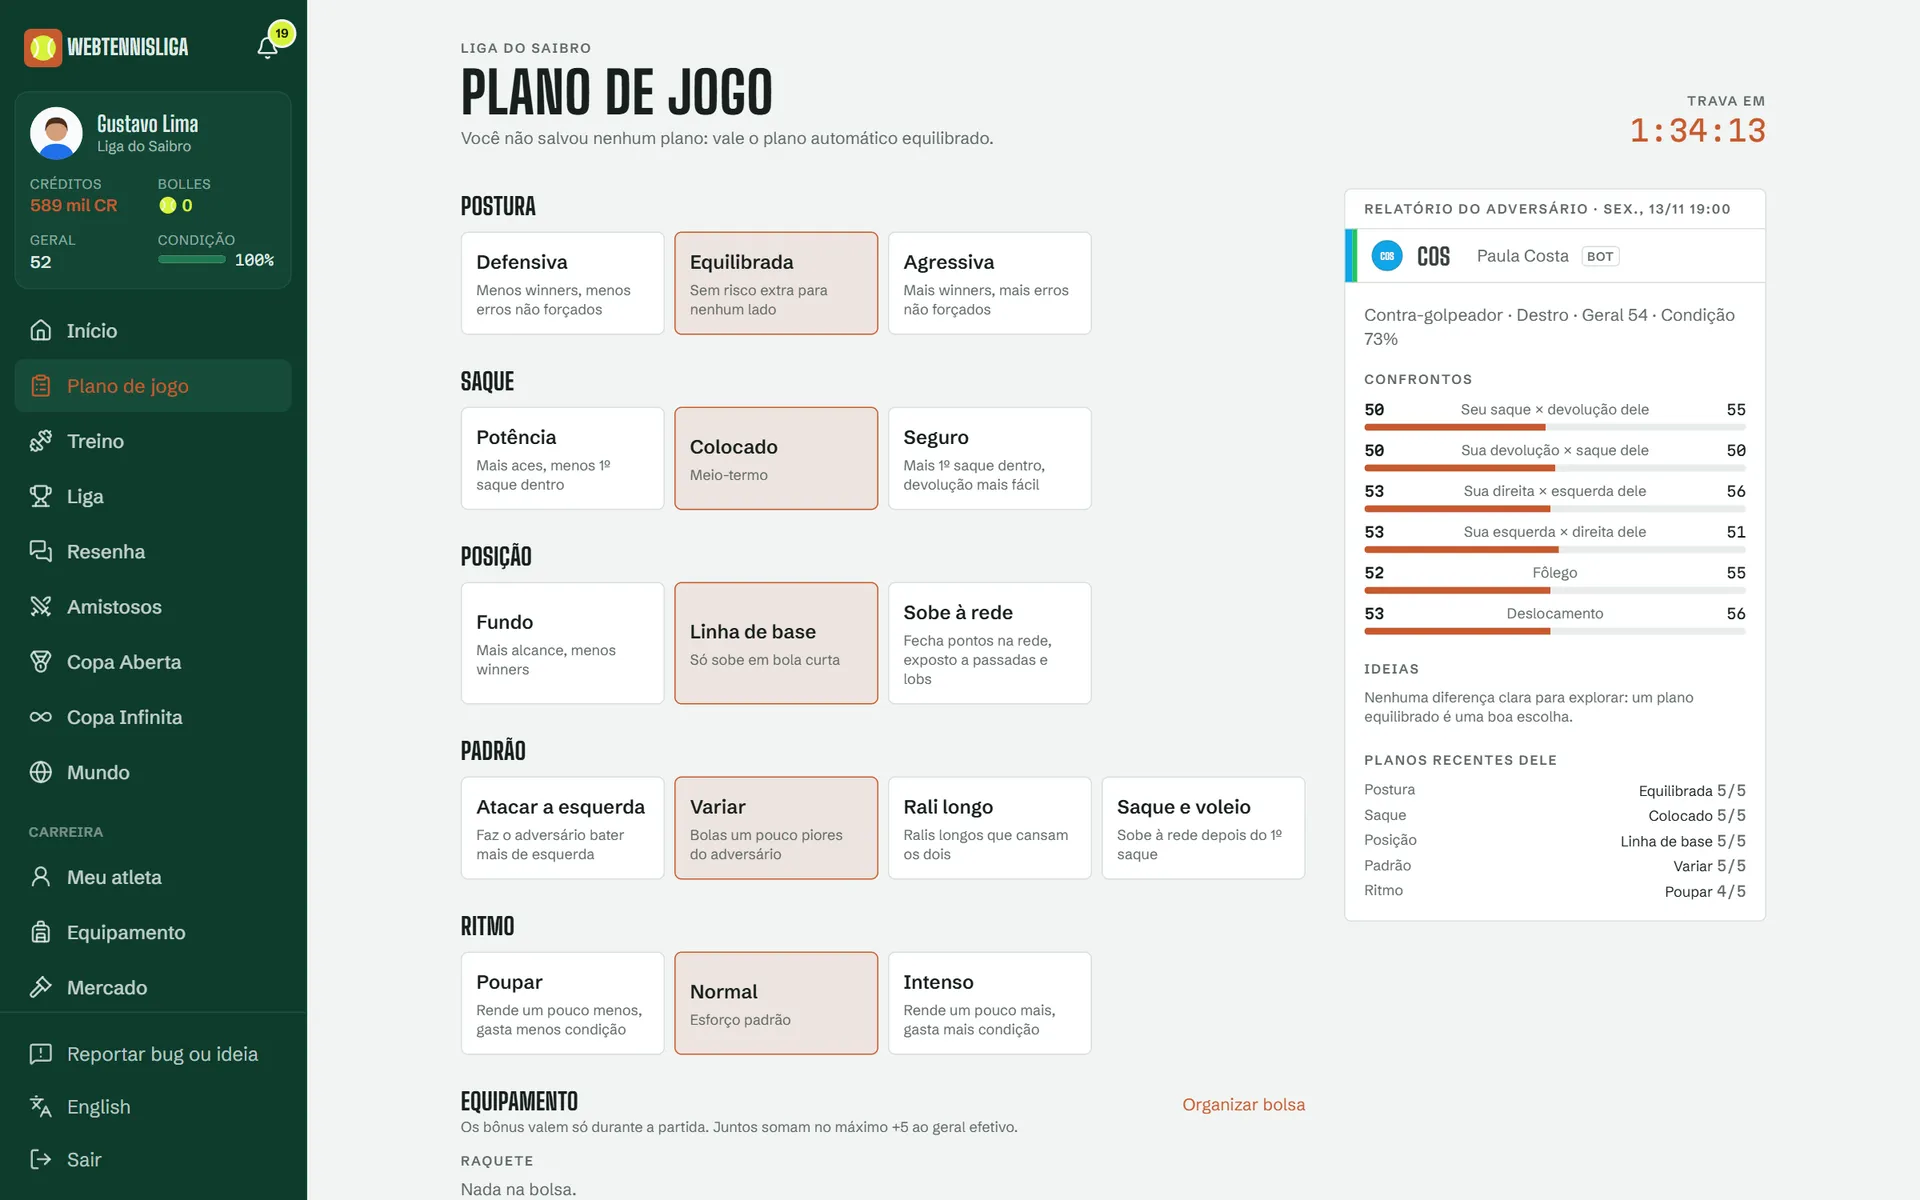 WEBTENNISLIGA
19
Gustavo Lima
Liga do Saibro
CRÉDITOS
589 mil CR
BOLLES
0
GERAL
52
CONDIÇÃO
100%
Início
Plano de jogo
Treino
Liga
Resenha
Amistosos
Copa Aberta
Copa Infinita
Mundo
CARREIRA
Meu atleta
Equipamento
Mercado
Reportar bug ou ideia
English
Sair
LIGA DO SAIBRO
PLANO DE JOGO
Você não salvou nenhum plano: vale o plano automático equilibrado.
TRAVA EM
1:34:13
POSTURA
Defensiva
Menos winners, menos
erros não forçados
Equilibrada
Sem risco extra para
nenhum lado
Agressiva
Mais winners, mais erros
não forçados
SAQUE
Potência
Mais aces, menos 1º
saque dentro
Colocado
Meio-termo
Seguro
Mais 1º saque dentro,
devolução mais fácil
POSIÇÃO
Fundo
Mais alcance, menos
winners
Linha de base
Só sobe em bola curta
Sobe à rede
Fecha pontos na rede,
exposto a passadas e
lobs
PADRÃO
Atacar a esquerda
Faz o adversário bater
mais de esquerda
Variar
Bolas um pouco piores
do adversário
Rali longo
Ralis longos que cansam
os dois
Saque e voleio
Sobe à rede depois do 1º
saque
RITMO
Poupar
Rende um pouco menos,
gasta menos condição
Normal
Esforço padrão
Intenso
Rende um pouco mais,
gasta mais condição
EQUIPAMENTO
Organizar bolsa
Os bônus valem só durante a partida. Juntos somam no máximo +5 ao geral efetivo.
RAQUETE
Nada na bolsa.
RELATÓRIO DO ADVERSÁRIO · SEX., 13/11 19:00
COS
COS
Paula Costa
BOT
Contra-golpeador · Destro · Geral 54 · Condição
73%
CONFRONTOS
50 Seu saque × devolução dele 55
50 Sua devolução × saque dele 50
53 Sua direita × esquerda dele 56
53 Sua esquerda × direita dele 51
52 Fôlego 55
53 Deslocamento 56
IDEIAS
Nenhuma diferença clara para explorar: um plano
equilibrado é uma boa escolha.
PLANOS RECENTES DELE
Postura Equilibrada 5/5
Saque Colocado 5/5
Posição Linha de base 5/5
Padrão Variar 5/5
Ritmo Poupar 4/5